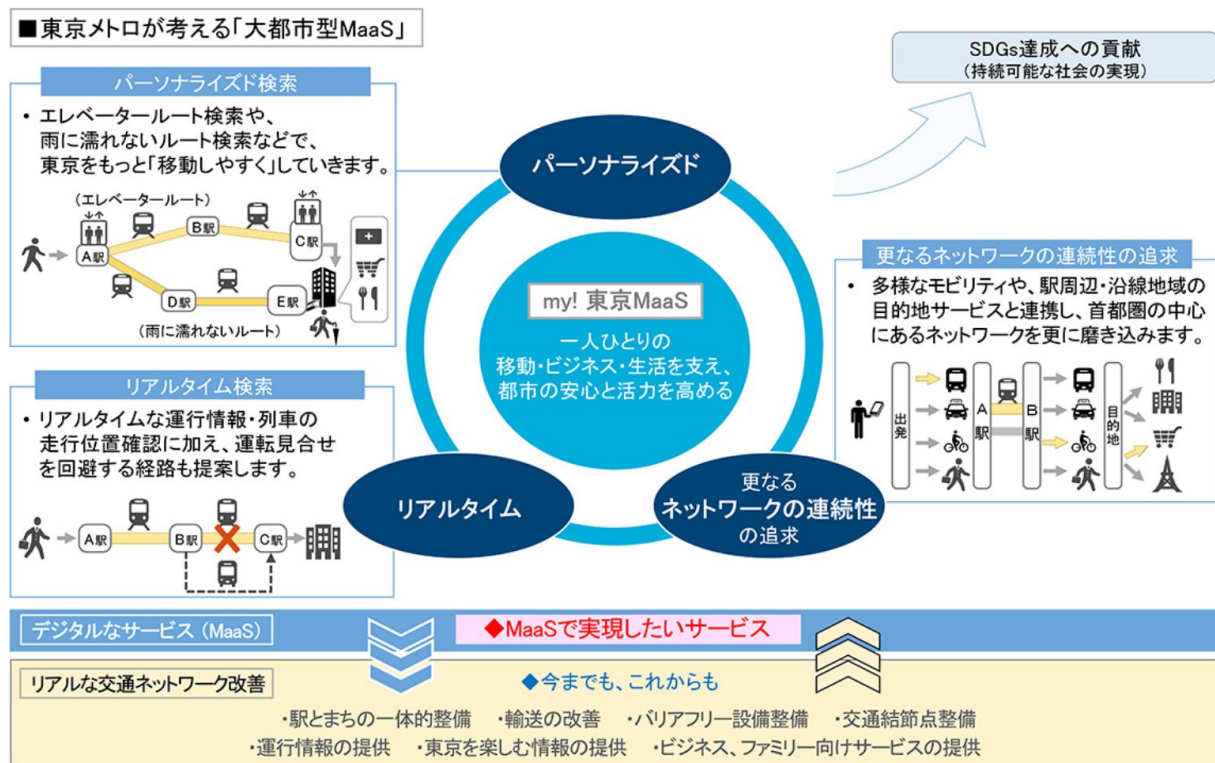 ■東京メトロが考える「大都市型MaaS」
SDGs達成への貢献
(持続可能な社会の実現)
パーソナライズド検索
・エレベータールート検索や、
雨に濡れないルート検索などで、
東京をもっと「移動しやすく」していきます。
(エレベータールート)
A駅
B駅
C駅
D駅
E駅
(雨に濡れないルート)
リアルタイム検索
・リアルタイムな運行情報・列車の
走行位置確認に加え、運転見合せ
を回避する経路も提案します。
A駅
B駅
C駅
パーソナライズド
my! 東京MaaS
一人ひとりの
移動・ビジネス・生活を支え、
都市の安心と活力を高める
リアルタイム
更なる
ネットワークの連続性
の追求
更なるネットワークの連続性の追求
・多様なモビリティや、駅周辺・沿線地域の
目的地サービスと連携し、首都圏の中心
にあるネットワークを更に磨き込みます。
出発
A駅
B駅
目的地
デジタルなサービス(MaaS)
◆MaaSで実現したいサービス
リアルな交通ネットワーク改善
◆今までも、これからも
・駅とまちの一体的整備 ・輸送の改善 ・バリアフリー設備整備 ・交通結節点整備
・運行情報の提供 ・東京を楽しむ情報の提供 ・ビジネス、ファミリー向けサービスの提供